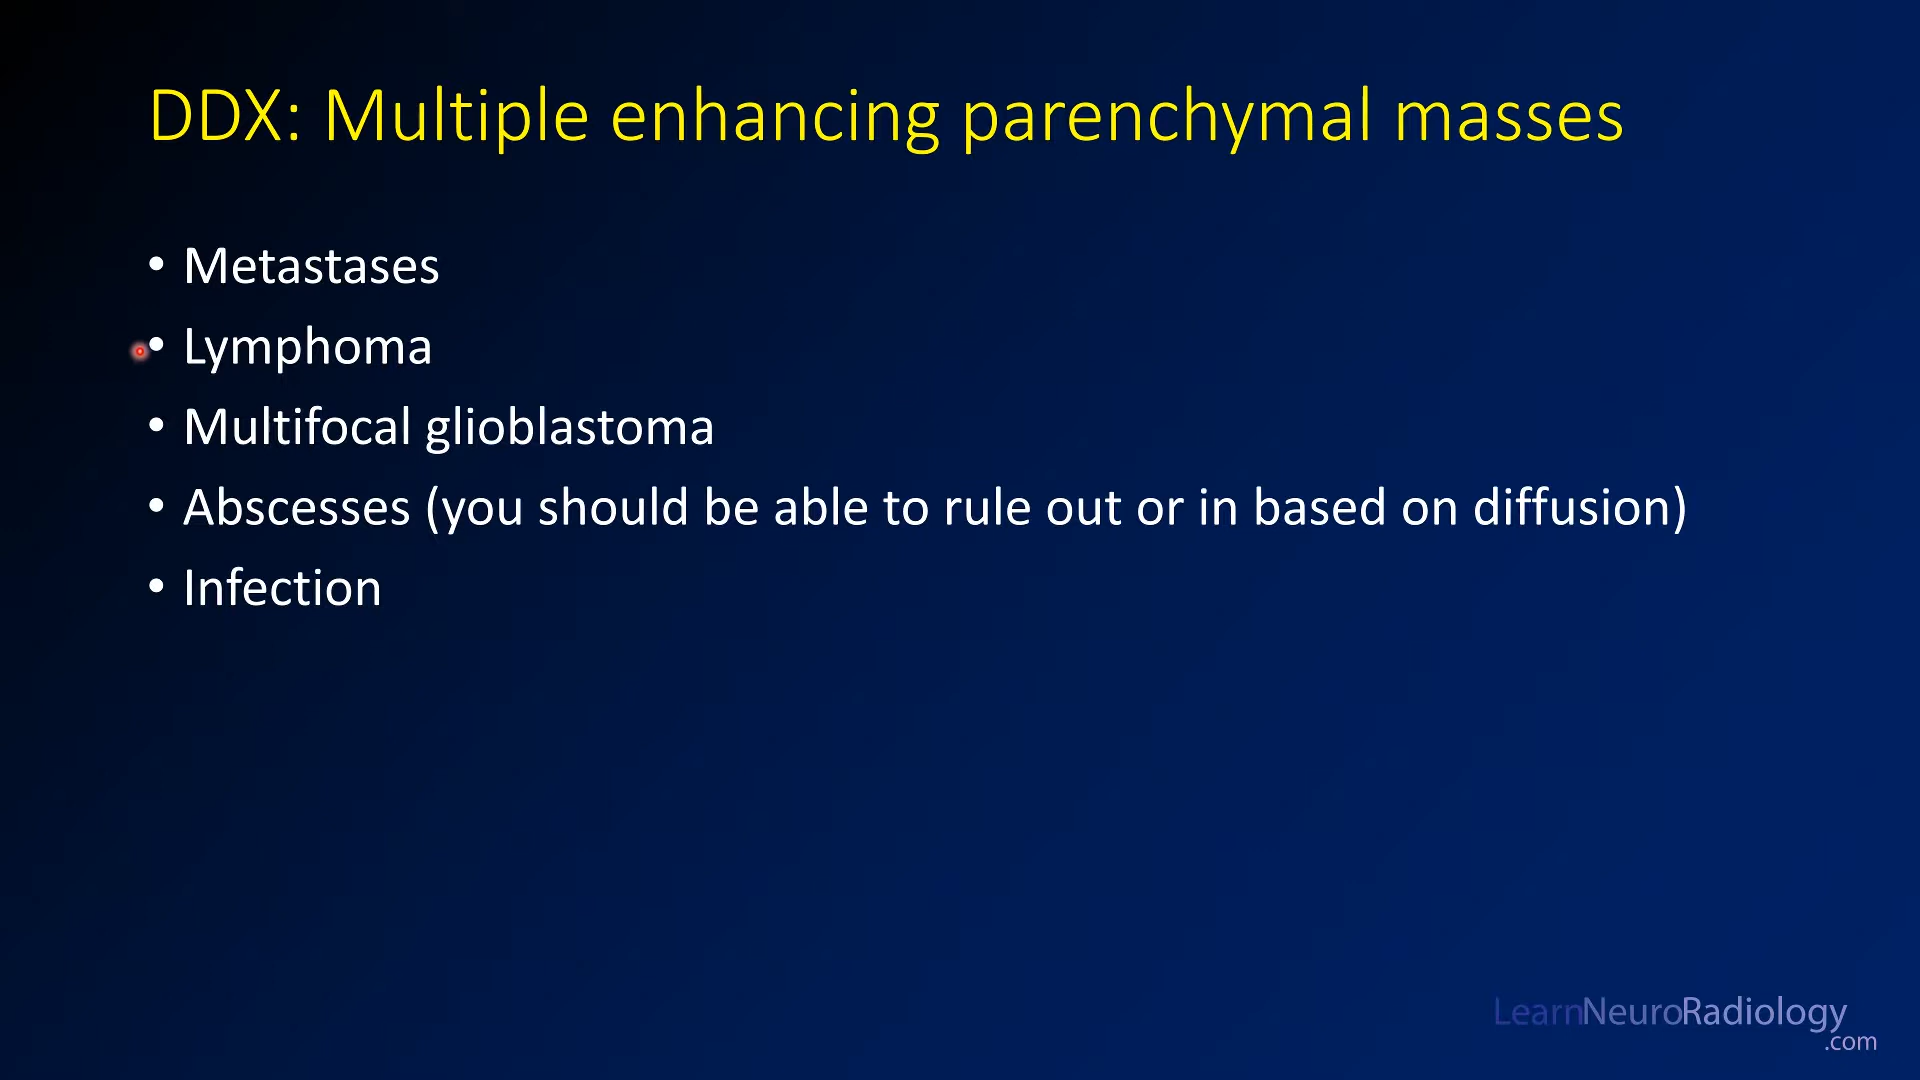 DDX: Multiple enhancing parenchymal masses
• Metastases
• Lymphoma
• Multifocal glioblastoma
• Abscesses (you should be able to rule out or in based on diffusion)
• Infection
LearnNeuroRadiology
.com